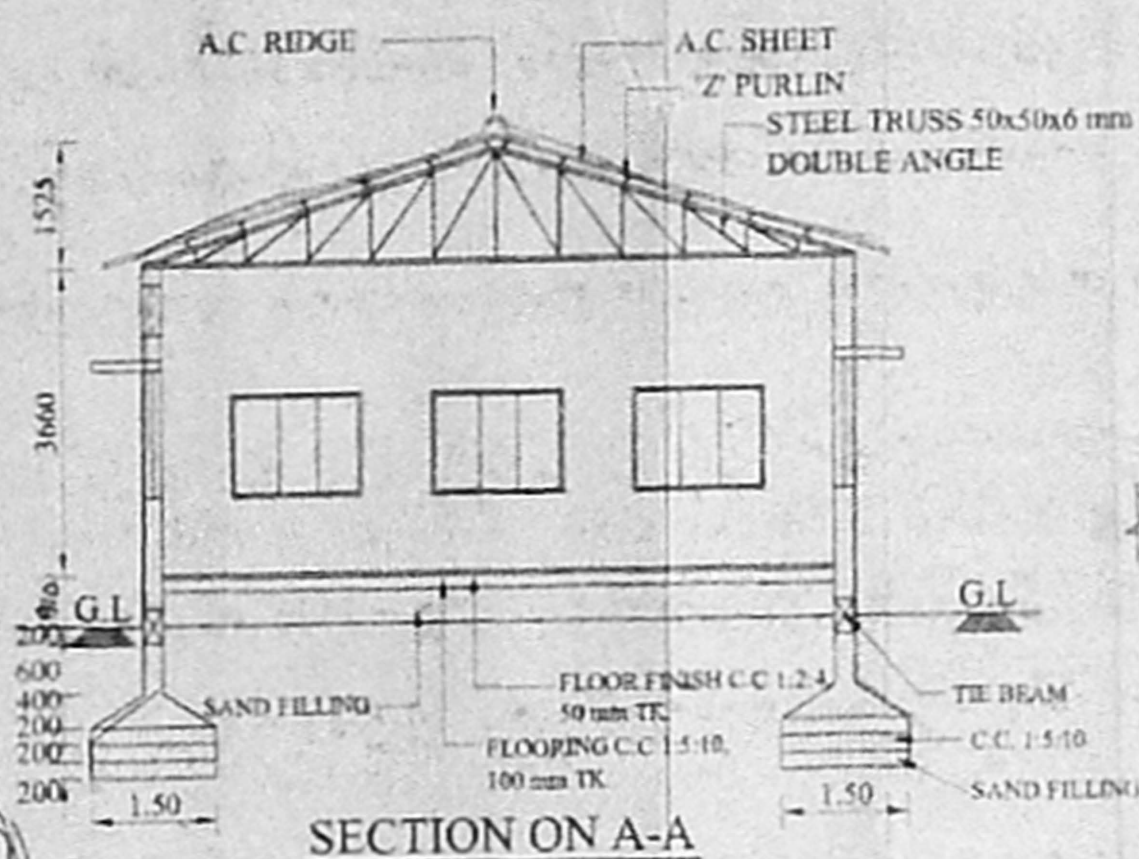 A.C. RIDGE
A.C. SHEET
'Z' PURLIN
STEEL TRUSS 50x50x6 mm
DOUBLE ANGLE
1525
3660
G.L
G.L
200
600
400
200
200
200
SAND FILLING
FLOOR FINISH C.C 1:2:4
50 mm TK
FLOORING C.C 1:5:10,
100 mm TK
TIE BEAM
C.C. 1:5:10
SAND FILLING
1.50
1.50
SECTION ON A-A